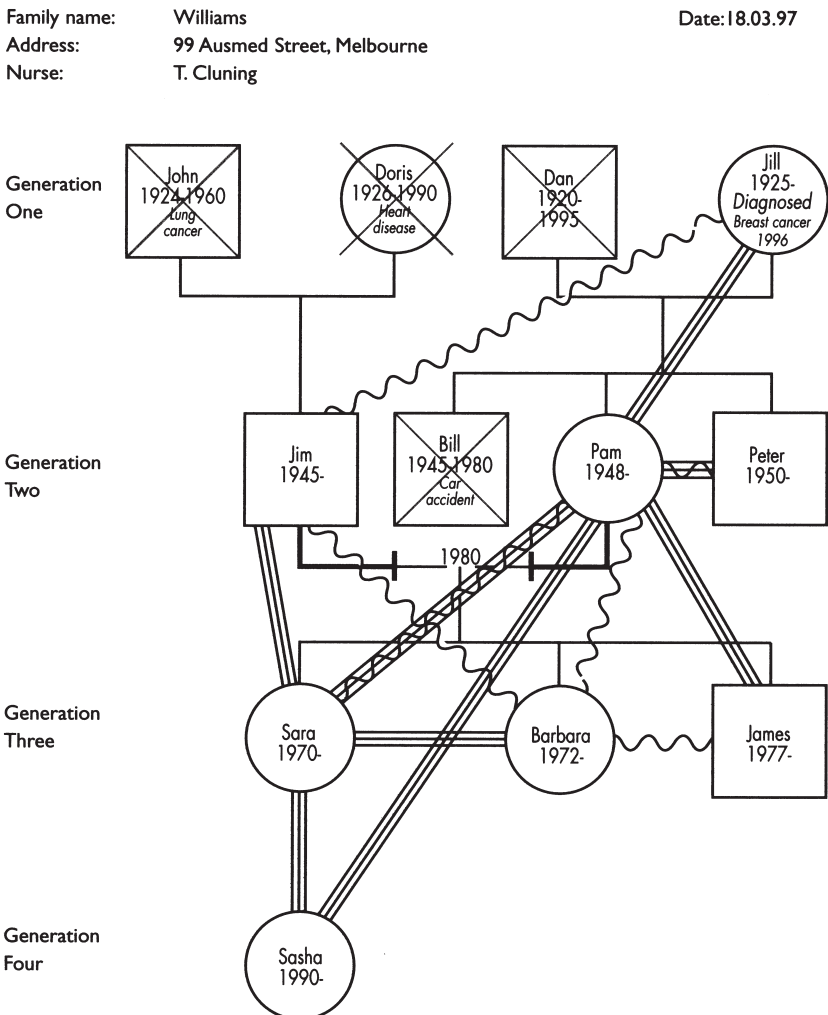 Family name: Williams Date:18.03.97
Address: 99 Ausmed Street, Melbourne
Nurse: T. Cluning
Generation
One
John
1924-1960
Lung
cancer
Doris
1926-1990
Heart
disease
Dan
1920-
1995
Jill
1925-
Diagnosed
Breast cancer
1996
Generation
Two
Jim
1945-
Bill
1945-1980
Car
accident
Pam
1948-
Peter
1950-
1980
Generation
Three
Sara
1970-
Barbara
1972-
James
1977-
Generation
Four
Sasha
1990-